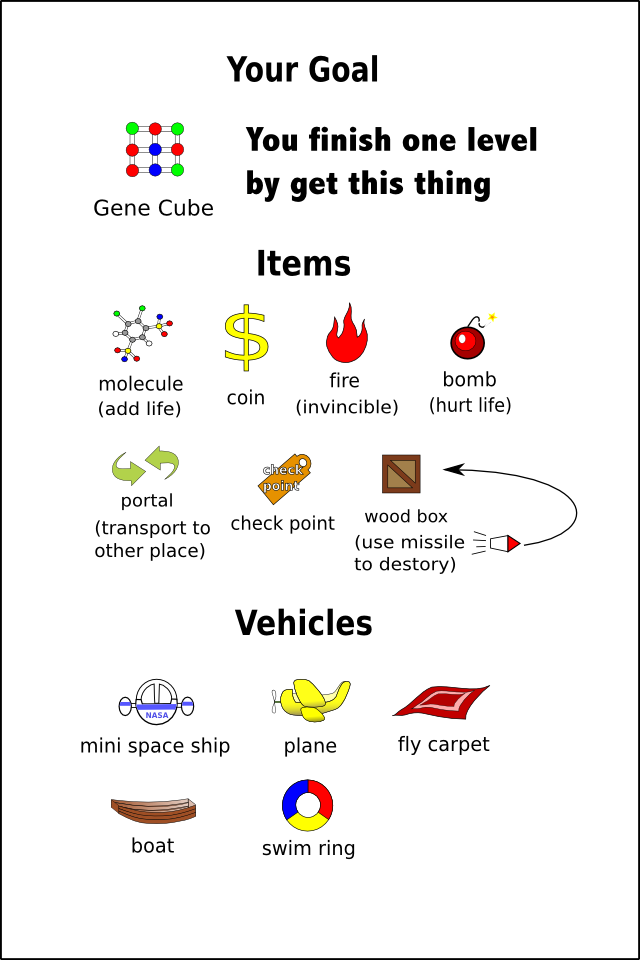 Your Goal
You finish one level
by get this thing
Gene Cube
Items
molecule
(add life)
coin
fire
(invincible)
bomb
(hurt life)
portal
(transport to
other place)
check
point
check point
wood box
(use missile
to destory)
Vehicles
NASA
mini space ship
plane
fly carpet
boat
swim ring
$